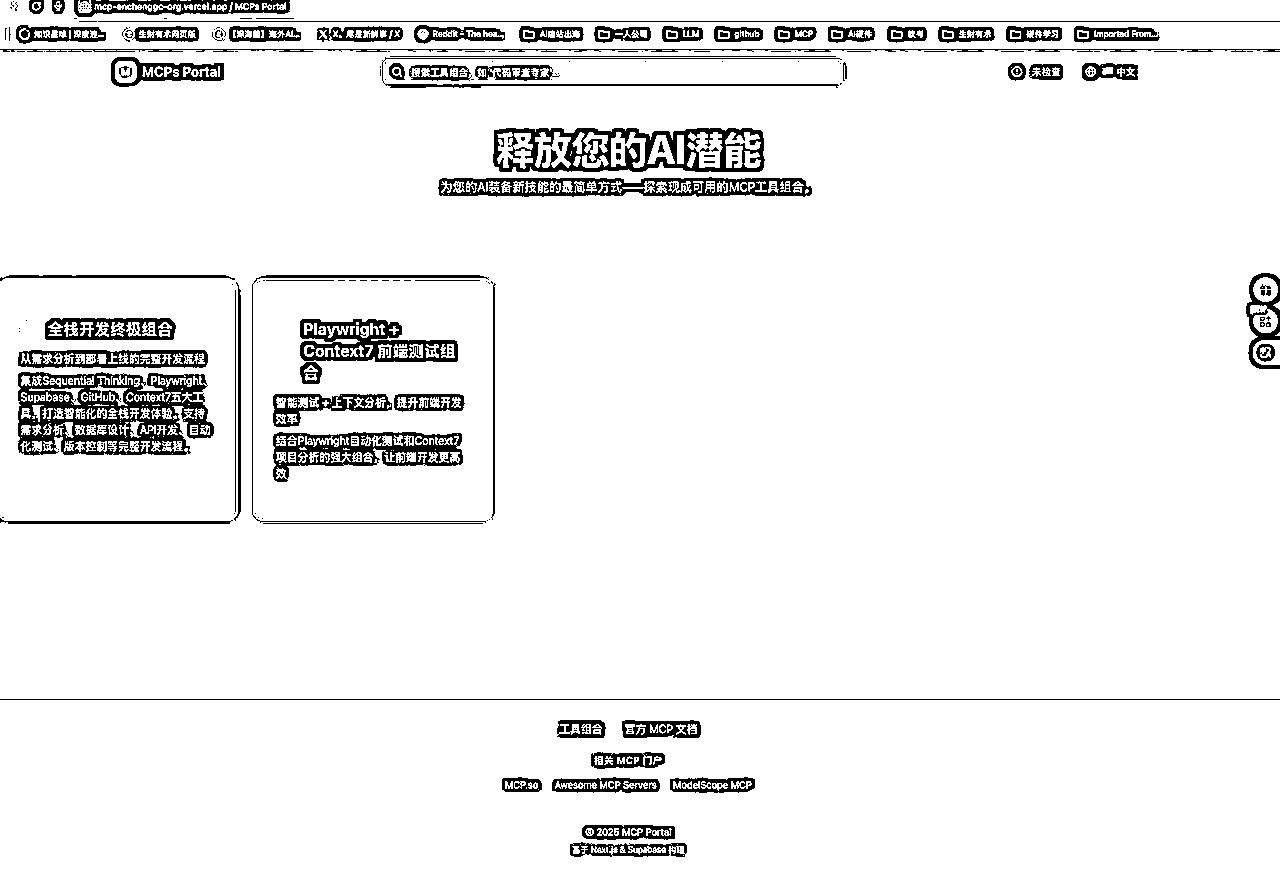 mcp-enchenggc-org.vercel.app / MCPs Portal
知识星球 | 深度连...
生财有术网页版
【深海圈】海外AI...
X. 尽是新鲜事 / X
Reddit - The hea...
AI建站出海
一人公司
LLM
github
MCP
AI硬件
软考
生财有术
硬件学习
Imported From...
MCPs Portal
搜索工具组合, 如 "代码审查专家"...
未检查
中文
释放您的AI潜能
为您的AI装备新技能的最简单方式——探索现成可用的MCP工具组合。
全栈开发终极组合
从需求分析到部署上线的完整开发流程
集成Sequential Thinking、Playwright、
Supabase、GitHub、Context7五大工
具，打造智能化的全栈开发体验。支持
需求分析、数据库设计、API开发、自动
化测试、版本控制等完整开发流程。
Playwright +
Context7 前端测试组
合
智能测试 + 上下文分析，提升前端开发
效率
结合Playwright自动化测试和Context7
项目分析的强大组合，让前端开发更高
效
工具组合
官方 MCP 文档
相关 MCP 门户
MCP.so
Awesome MCP Servers
ModelScope MCP
© 2025 MCP Portal
基于 Next.js & Supabase 构建